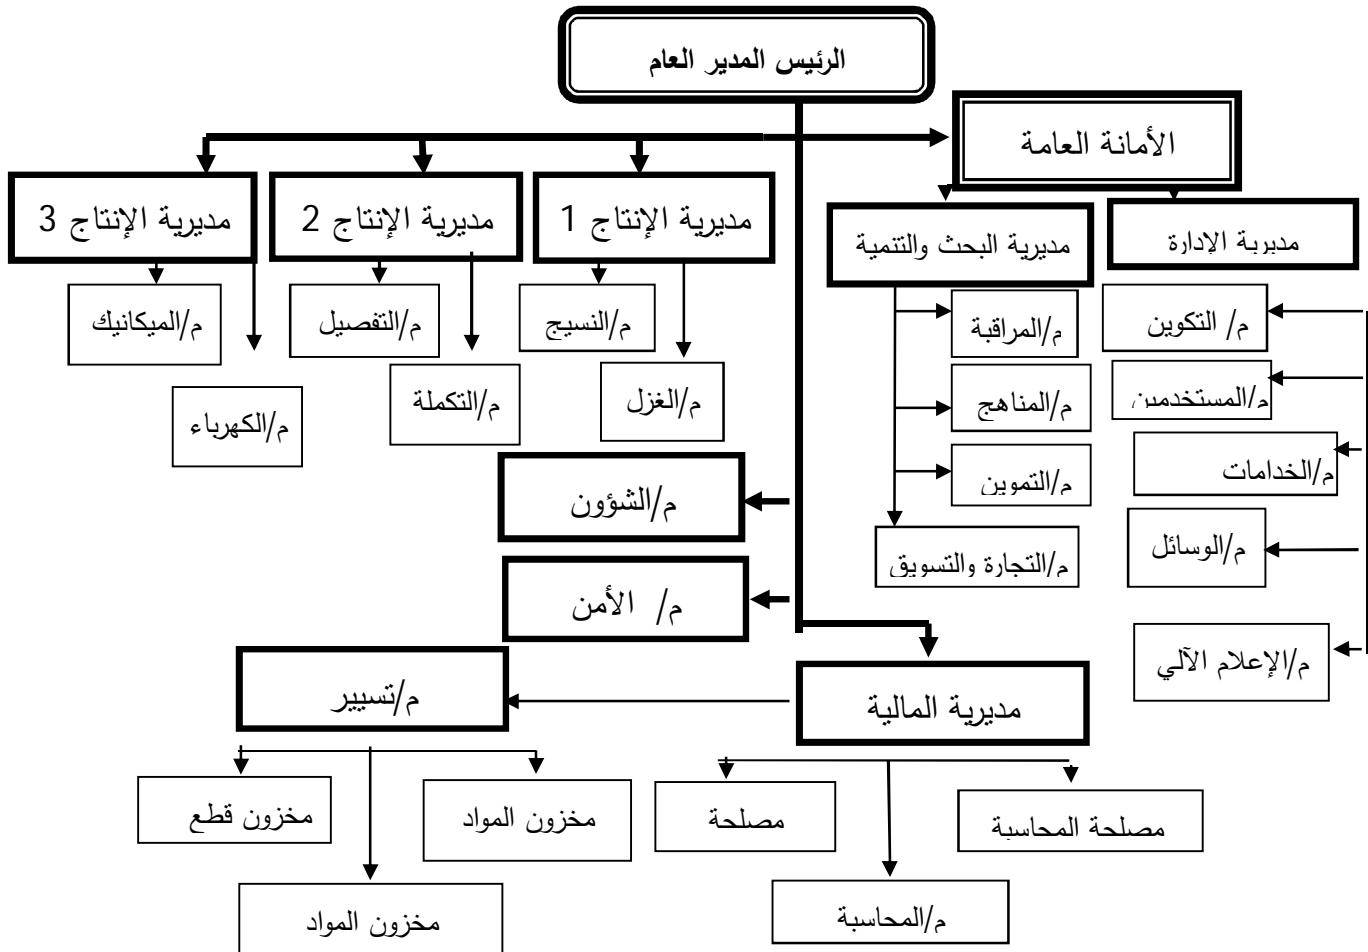 الرئيس المدير العام
الأمانة العامة
مديرية الإنتاج 1
مديرية الإنتاج 2
مديرية الإنتاج 3
مديرية الإدارة
مديرية البحث والتنمية
م/النسيج
م/الغزل
م/التفصيل
م/التكملة
م/الميكانيك
م/الكهرباء
م/المراقبة
م/المناهج
م/التموين
م/التجارة والتسويق
م/ التكوين
م/المستخدمين
م/الخدامات
م/الوسائل
م/الإعلام الآلي
م/الشؤون
م/ الأمن
مديرية المالية
م/تسيير
مصلحة المحاسبة
مصلحة
م/المحاسبة
مخزون المواد
مخزون قطع
مخزون المواد